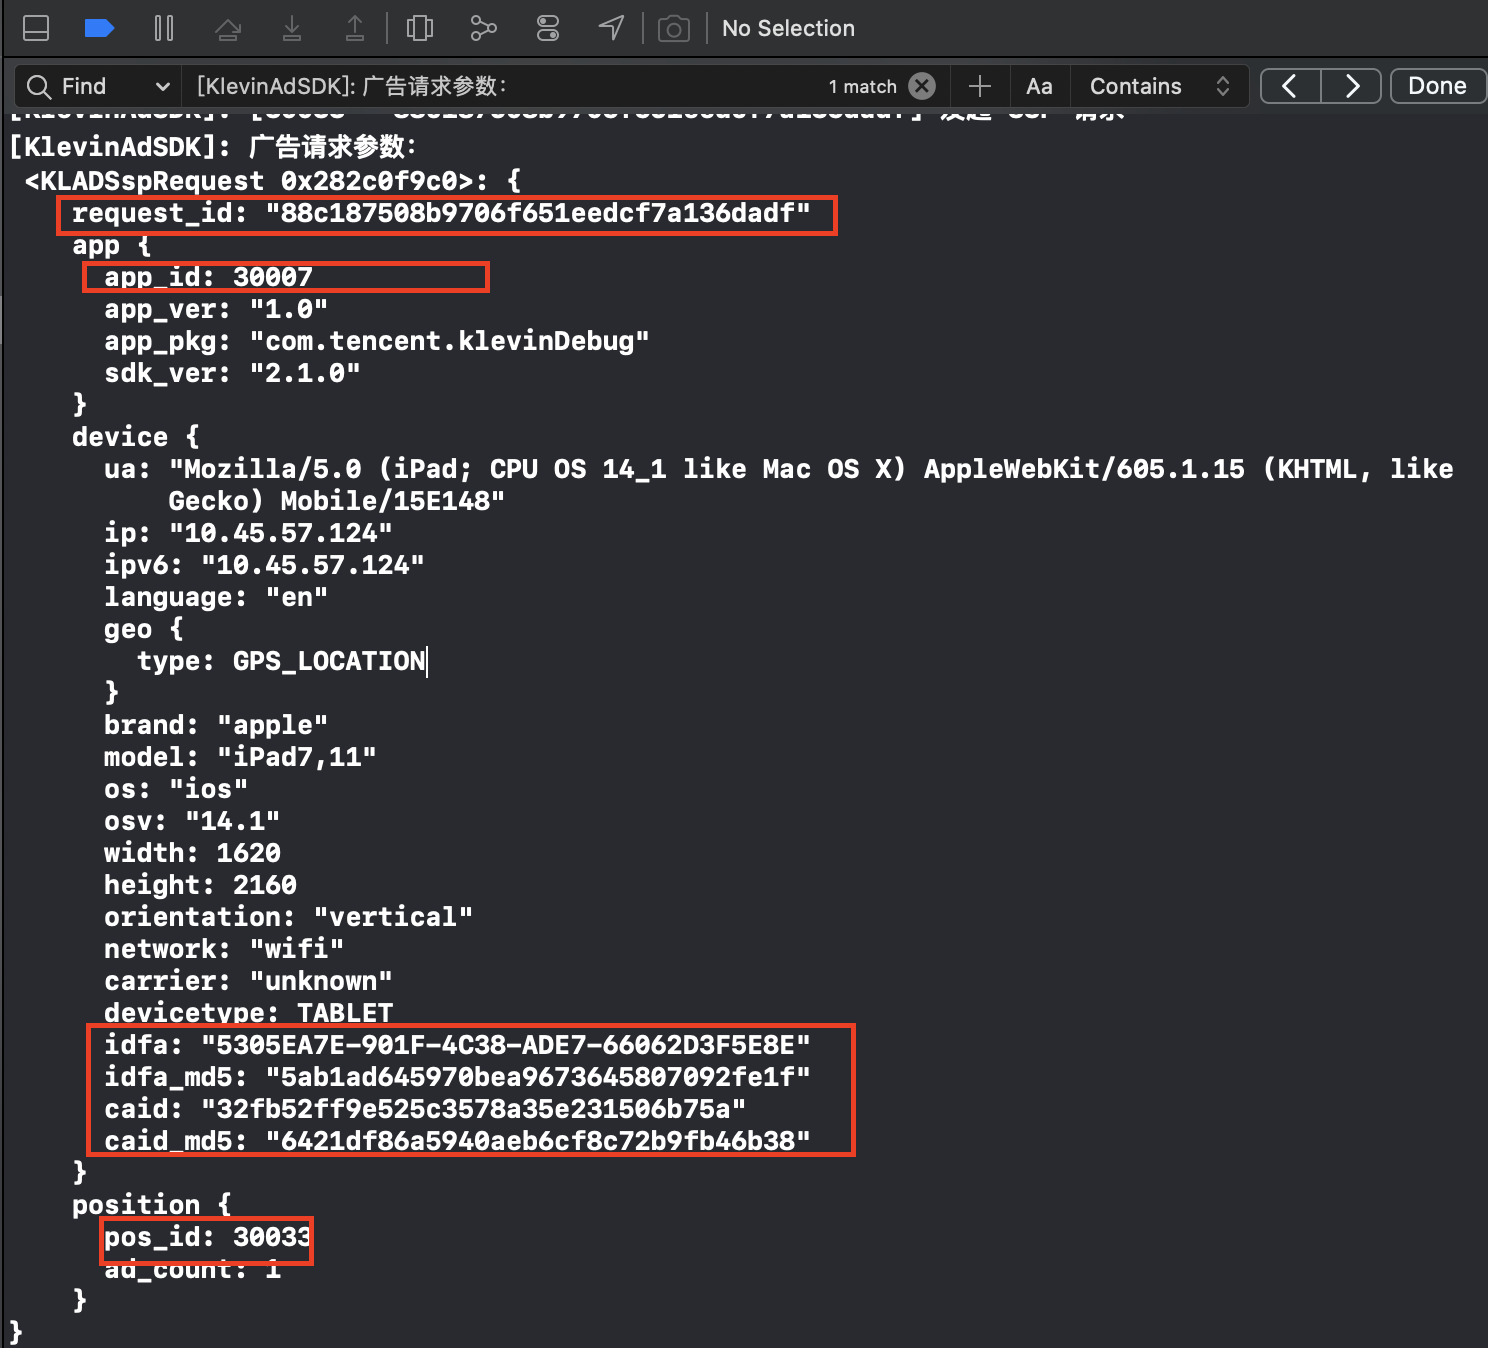 No Selection
Find [KlevinAdSDK]: 广告请求参数: 1 match Aa Contains Done
[KlevinAdSDK]: 广告请求参数:
<KLADSspRequest 0x282c0f9c0>: {
request_id: "88c187508b9706f651eedcf7a136dadf"
app {
app_id: 30007
app_ver: "1.0"
app_pkg: "com.tencent.klevinDebug"
sdk_ver: "2.1.0"
}
device {
ua: "Mozilla/5.0 (iPad; CPU OS 14_1 like Mac OS X) AppleWebKit/605.1.15 (KHTML, like
Gecko) Mobile/15E148"
ip: "10.45.57.124"
ipv6: "10.45.57.124"
language: "en"
geo {
type: GPS_LOCATION
}
brand: "apple"
model: "iPad7,11"
os: "ios"
osv: "14.1"
width: 1620
height: 2160
orientation: "vertical"
network: "wifi"
carrier: "unknown"
devicetype: TABLET
idfa: "5305EA7E-901F-4C38-ADE7-66062D3F5E8E"
idfa_md5: "5ab1ad645970bea9673645807092fe1f"
caid: "32fb52ff9e525c3578a35e231506b75a"
caid_md5: "6421df86a5940aeb6cf8c72b9fb46b38"
}
position {
pos_id: 30033
ad_count: 1
}
}